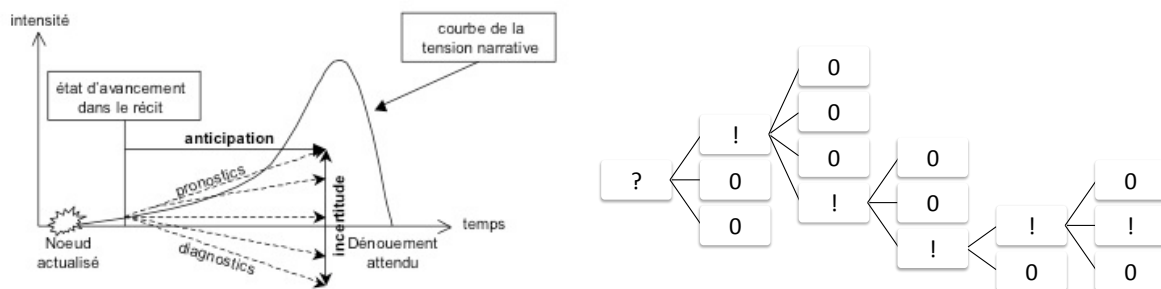 intensité
courbe de la
tension narrative
état d'avancement
dans le récit
anticipation
pronostics
incertitude
diagnostics
temps
Noeud
actualisé
Dénouement
attendu
?
!
0
0
0
0
0
!
0
0
!
!
0
0
!
0